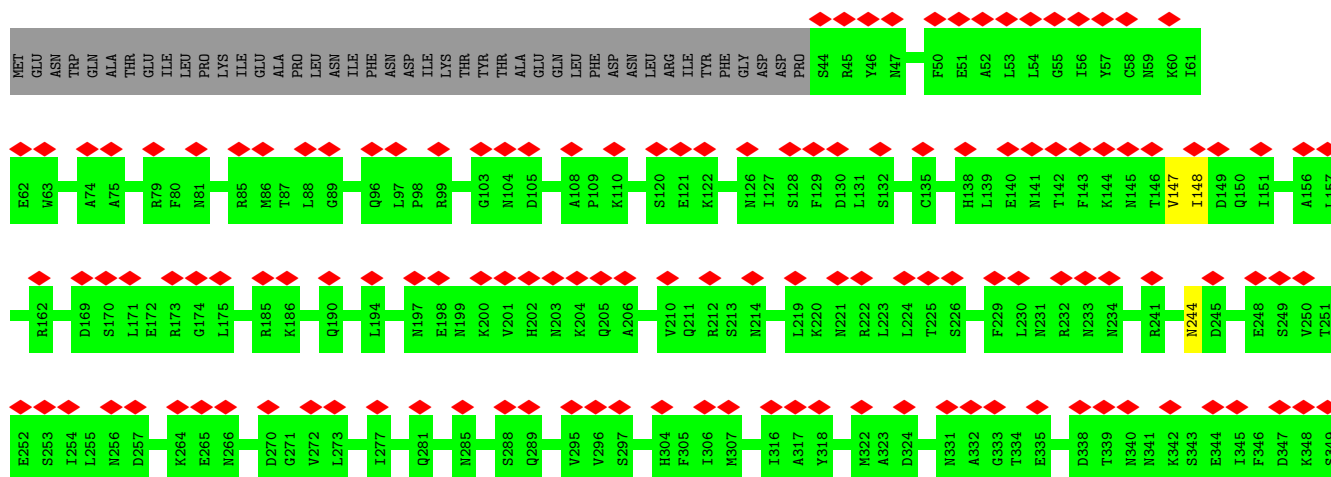 MET GLU ASN TRP GLN ALA THR GLU ILE LEU PRO LYS ILE GLU ALA PRO LEU ASN ILE PHE ASN ASP ILE LYS THR TYR THR ALA GLU GLN LEU PHE ASP ASN LEU ARG ILE TYR PHE GLY ASP ASP PRO S44 R45 Y46 N47 F50 E51 A52 L53 L54 G55 I56 Y57 C58 N59 K60 I61
E62 W63 A74 A75 R79 F80 N81 R85 M86 T87 L88 G89 Q96 L97 P98 R99 G103 N104 D105 A108 P109 K110 S120 E121 K122 N126 I127 S128 F129 D130 L131 S132 C135 H138 L139 E140 N141 T142 F143 K144 N145 T146 V147 I148 D149 Q150 I151 A156 L157
R162 D169 S170 L171 E172 R173 G174 L175 R185 K186 Q190 L194 N197 E198 N199 K200 V201 H202 N203 K204 Q205 A206 V210 Q211 R212 S213 N214 L219 K220 N221 R222 L223 L224 T225 S226 F229 L230 N231 R232 N233 N234 R241 N244 D245 E248 S249 V250 T251
E252 S253 I254 L255 N256 D257 K264 E265 N266 D270 G271 V272 L273 I277 Q281 N285 S288 Q289 V295 V296 S297 H304 F305 I306 M307 I316 A317 Y318 M322 A323 D324 N331 A332 G333 T334 E335 D338 T339 N340 N341 K342 S343 E344 I345 F346 D347 K348 S349